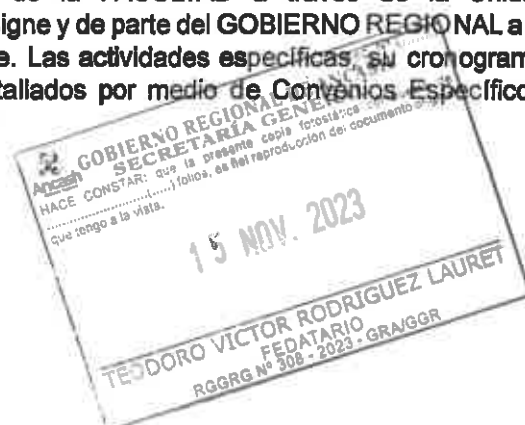 signe y de parte del GOBIERNO REGIONAL a
e. Las actividades específicas, su cronogram
tallados por medio de Convenios Específico
GOBIERNO REGIONAL
Ancash SECRETARÍA GENERAL
HACE CONSTAR: que la presente copia fotostática
(....) folios, es fiel reproducción del documento
que tengo a la vista.
15 NOV. 2023
TEODORO VICTOR RODRIGUEZ LAURET
FEDATARIO
RGGRG Nº 308 - 2023 - GRA/GGR